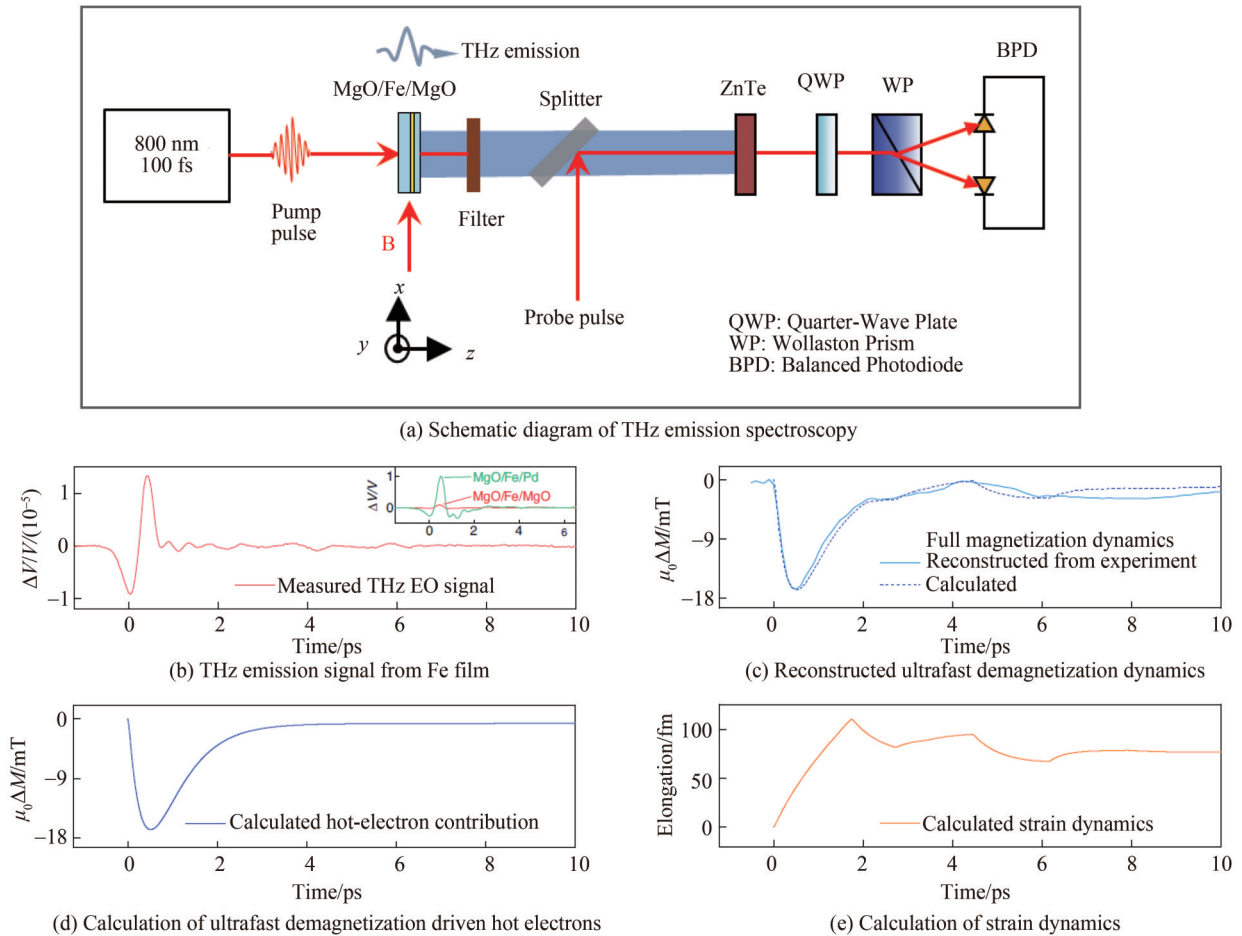 THz emission
BPD
MgO/Fe/MgO
Splitter
ZnTe
QWP
WP
800 nm
100 fs
Pump
pulse
Filter
B
x
y
z
Probe pulse
QWP: Quarter-Wave Plate
WP: Wollaston Prism
BPD: Balanced Photodiode
(a) Schematic diagram of THz emission spectroscopy
ΔV/V/(10⁻⁵)
1
0
−1
ΔV/V
1
0
MgO/Fe/Pd
MgO/Fe/MgO
0 2 4 6
Measured THz EO signal
0 2 4 6 8 10
Time/ps
(b) THz emission signal from Fe film
μ₀ΔM/mT
0
−9
−18
Full magnetization dynamics
Reconstructed from experiment
Calculated
0 2 4 6 8 10
Time/ps
(c) Reconstructed ultrafast demagnetization dynamics
μ₀ΔM/mT
0
−9
−18
Calculated hot-electron contribution
0 2 4 6 8 10
Time/ps
(d) Calculation of ultrafast demagnetization driven hot electrons
Elongation/fm
100
50
0
Calculated strain dynamics
0 2 4 6 8 10
Time/ps
(e) Calculation of strain dynamics